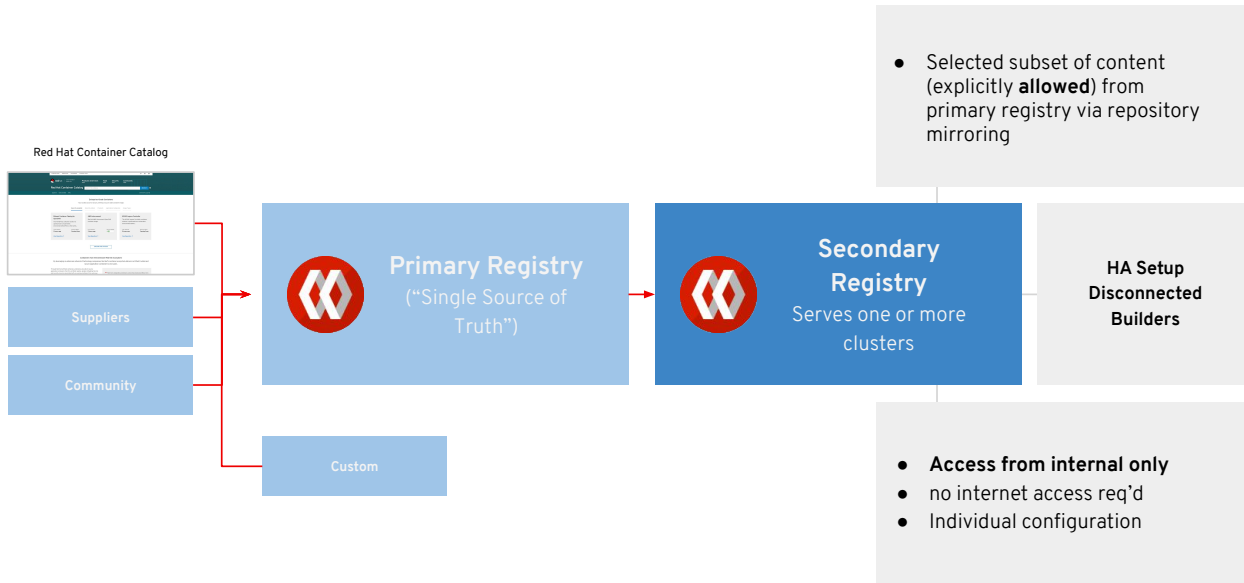 ● Selected subset of content
(explicitly allowed) from
primary registry via repository
mirroring
Red Hat Container Catalog
Suppliers
Community
Primary Registry
(“Single Source of
Truth”)
Custom
Secondary
Registry
Serves one or more
clusters
HA Setup
Disconnected
Builders
● Access from internal only
● no internet access req’d
● Individual configuration